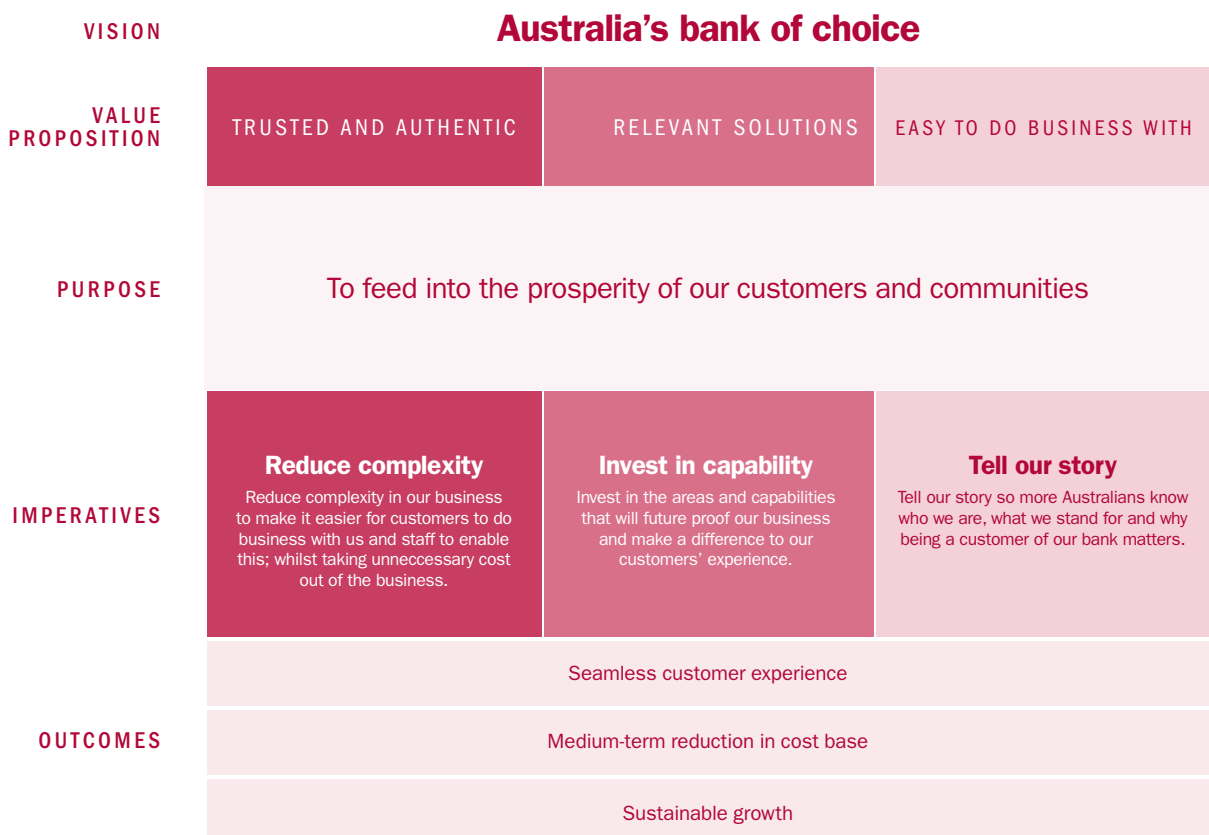 VISION
Australia’s bank of choice
VALUE
PROPOSITION
TRUSTED AND AUTHENTIC
RELEVANT SOLUTIONS
EASY TO DO BUSINESS WITH
PURPOSE
To feed into the prosperity of our customers and communities
IMPERATIVES
Reduce complexity
Reduce complexity in our business
to make it easier for customers to do
business with us and staff to enable
this; whilst taking unneccessary cost
out of the business.
Invest in capability
Invest in the areas and capabilities
that will future proof our business
and make a difference to our
customers’ experience.
Tell our story
Tell our story so more Australians know
who we are, what we stand for and why
being a customer of our bank matters.
OUTCOMES
Seamless customer experience
Medium-term reduction in cost base
Sustainable growth